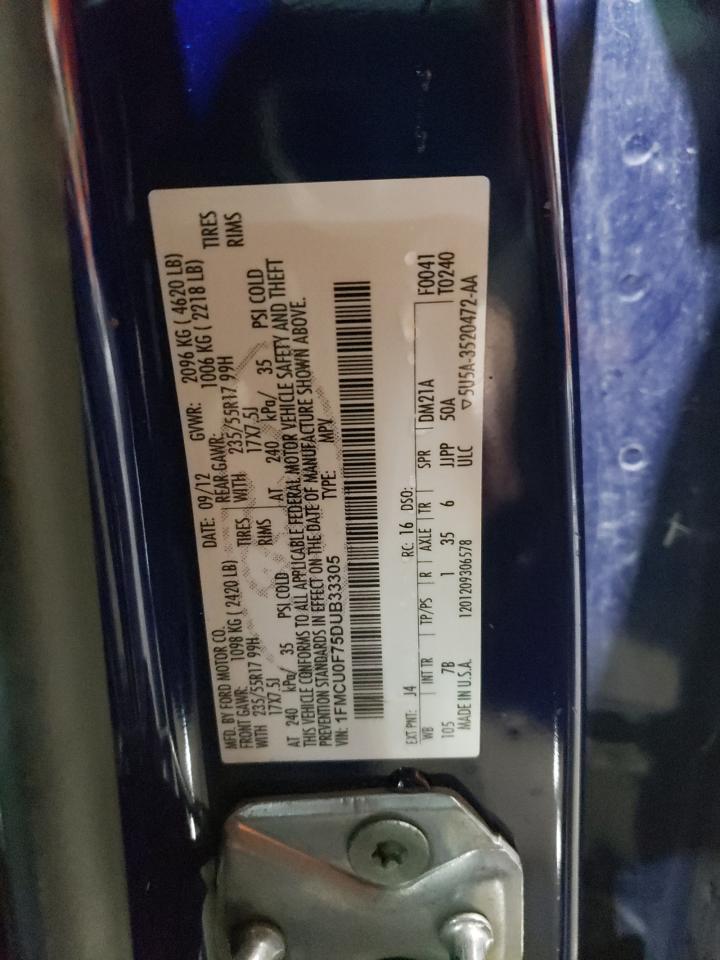 MFD. BY FORD MOTOR CO. DATE: 09/12 GVWR: 2096 KG ( 4620 LB)
FRONT GAWR: 1098 KG ( 2420 LB) REAR GAWR: 1006 KG ( 2218 LB)
WITH 235/55R17 99H TIRES WITH 235/55R17 99H TIRES
17X7.5J RIMS 17X7.5J RIMS
AT 240 kPa/ 35 PSI COLD AT 240 kPa/ 35 PSI COLD
THIS VEHICLE CONFORMS TO ALL APPLICABLE FEDERAL MOTOR VEHICLE SAFETY AND THEFT
PREVENTION STANDARDS IN EFFECT ON THE DATE OF MANUFACTURE SHOWN ABOVE.
VIN: 1FMCU0F75DUB33305 TYPE: MPV
EXT PNT: J4 RC: 16 DSO: F0041
WB INT TR TP/PS R AXLE TR SPR DM21A T0240
105 7B 1 35 6 JJPP 50A
MADE IN U.S.A. 1201209306578 ULC ▽5U5A-3520472-AA